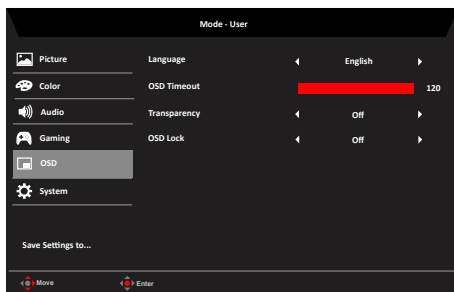 Mode - User
Picture
Color
Audio
Gaming
OSD
System
Save Settings to...
Language English
OSD Timeout 120
Transparency Off
OSD Lock Off
Move Enter